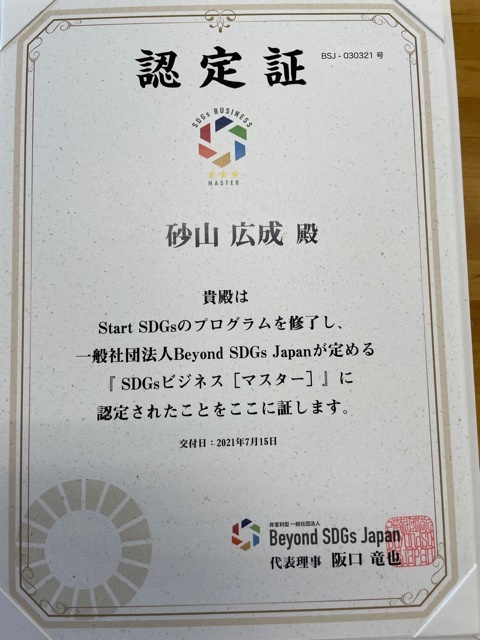 認定証
BSJ - 030321 号
SDGs BUSINESS
MASTER
砂山 広成 殿
貴殿は
Start SDGsのプログラムを修了し、
一般社団法人Beyond SDGs Japanが定める
『 SDGsビジネス［マスター］』に
認定されたことをここに証します。
交付日：2021年7月15日
非営利型 一般社団法人
Beyond SDGs Japan
代表理事 阪口 竜也